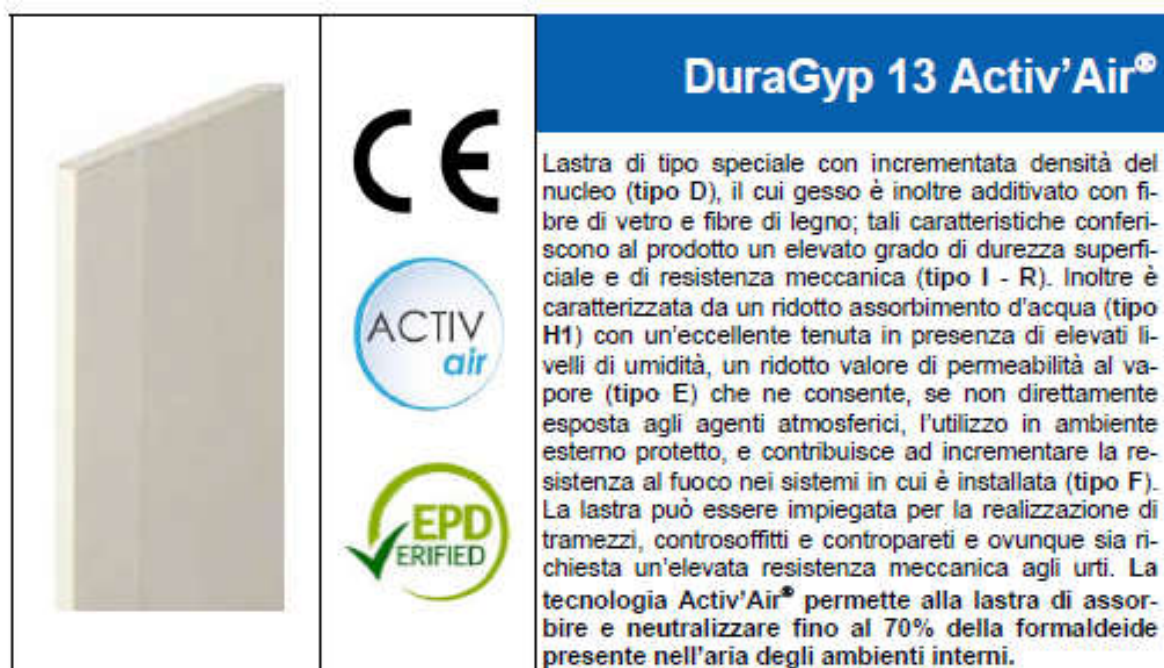 CE
ACTIV
air
EPD
ERIFIED
DuraGyp 13 Activ'Air®
Lastra di tipo speciale con incrementata densità del
nucleo (tipo D), il cui gesso è inoltre additivato con fi-
bre di vetro e fibre di legno; tali caratteristiche conferi-
scono al prodotto un elevato grado di durezza superfi-
ciale e di resistenza meccanica (tipo I - R). Inoltre è
caratterizzata da un ridotto assorbimento d'acqua (tipo
H1) con un'eccellente tenuta in presenza di elevati li-
velli di umidità, un ridotto valore di permeabilità al va-
pore (tipo E) che ne consente, se non direttamente
esposta agli agenti atmosferici, l'utilizzo in ambiente
esterno protetto, e contribuisce ad incrementare la re-
sistenza al fuoco nei sistemi in cui è installata (tipo F).
La lastra può essere impiegata per la realizzazione di
tramezzi, controsoffitti e contropareti e ovunque sia ri-
chiesta un'elevata resistenza meccanica agli urti. La
tecnologia Activ'Air® permette alla lastra di assor-
bire e neutralizzare fino al 70% della formaldeide
presente nell'aria degli ambienti interni.